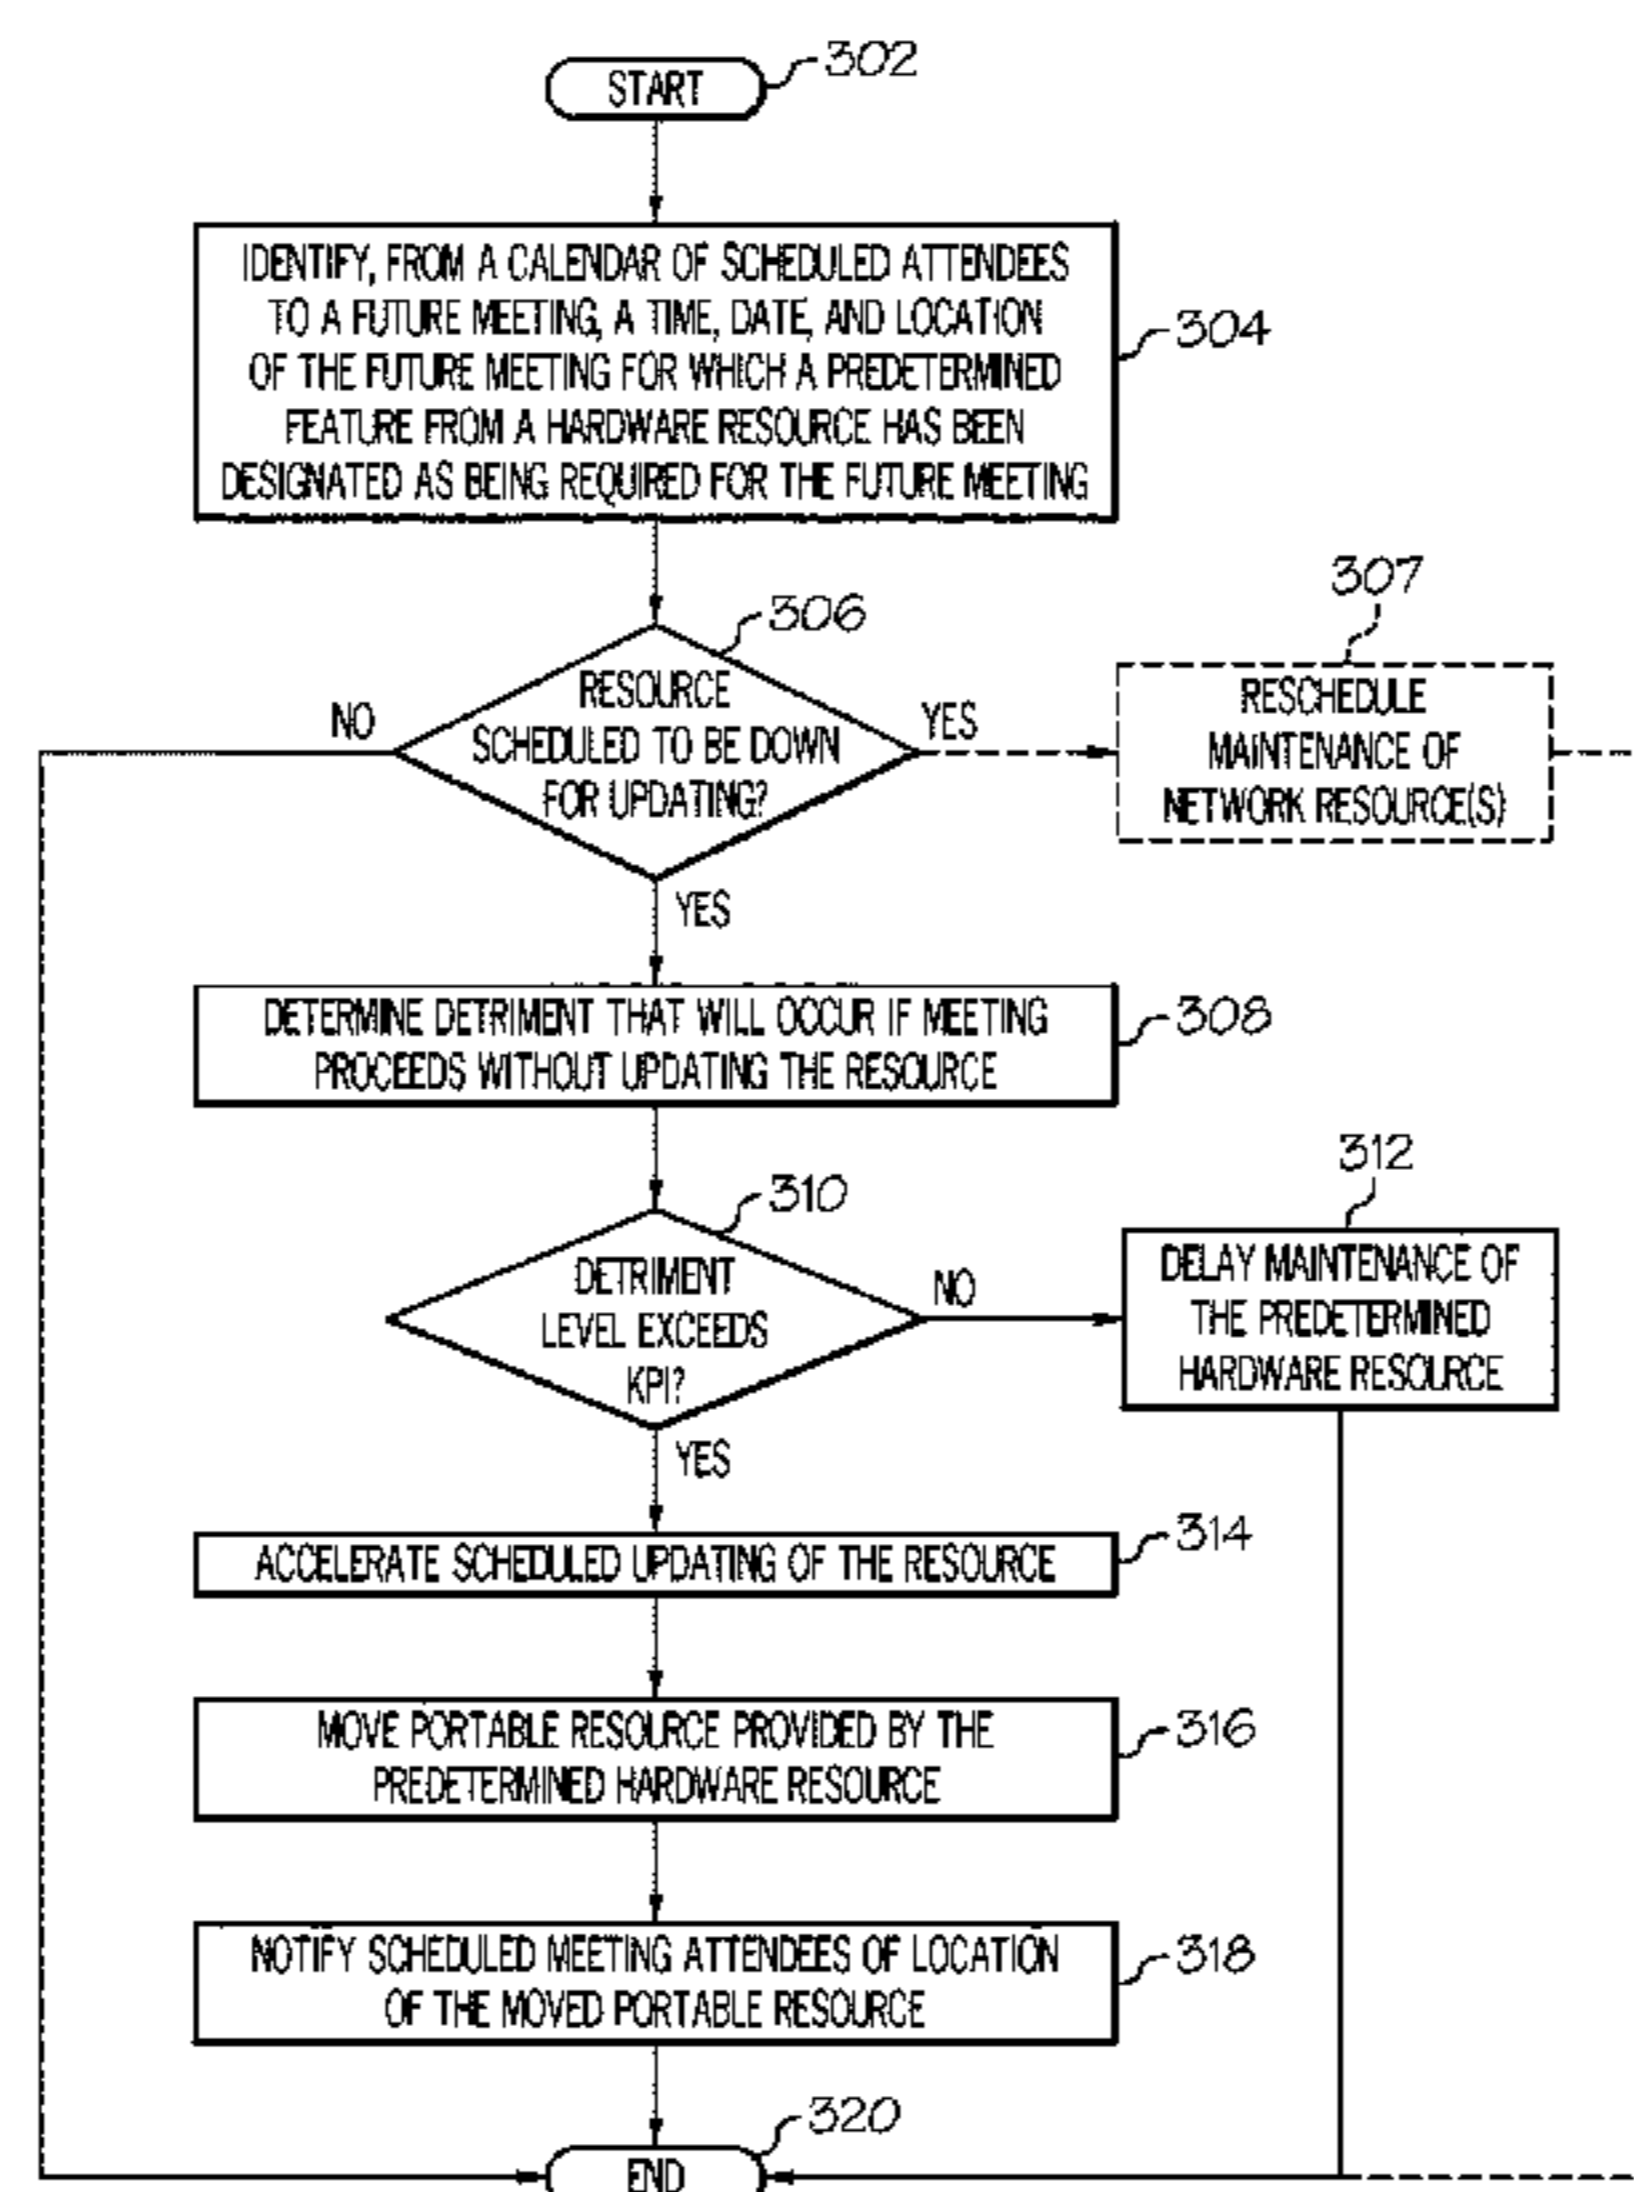 START
302
IDENTIFY, FROM A CALENDAR OF SCHEDULED ATTENDEES
TO A FUTURE MEETING, A TIME, DATE, AND LOCATION
OF THE FUTURE MEETING FOR WHICH A PREDETERMINED
FEATURE FROM A HARDWARE RESOURCE HAS BEEN
DESIGNATED AS BEING REQUIRED FOR THE FUTURE MEETING
304
306
RESOURCE
SCHEDULED TO BE DOWN
FOR UPDATING?
NO
YES
307
RESCHEDULE
MAINTENANCE OF
NETWORK RESOURCE(S)
YES
DETERMINE DETRIMENT THAT WILL OCCUR IF MEETING
PROCEEDS WITHOUT UPDATING THE RESOURCE
308
310
DETRIMENT
LEVEL EXCEEDS
KPI?
NO
312
DELAY MAINTENANCE OF
THE PREDETERMINED
HARDWARE RESOURCE
YES
ACCELERATE SCHEDULED UPDATING OF THE RESOURCE
314
MOVE PORTABLE RESOURCE PROVIDED BY THE
PREDETERMINED HARDWARE RESOURCE
316
NOTIFY SCHEDULED MEETING ATTENDEES OF LOCATION
OF THE MOVED PORTABLE RESOURCE
318
320
END